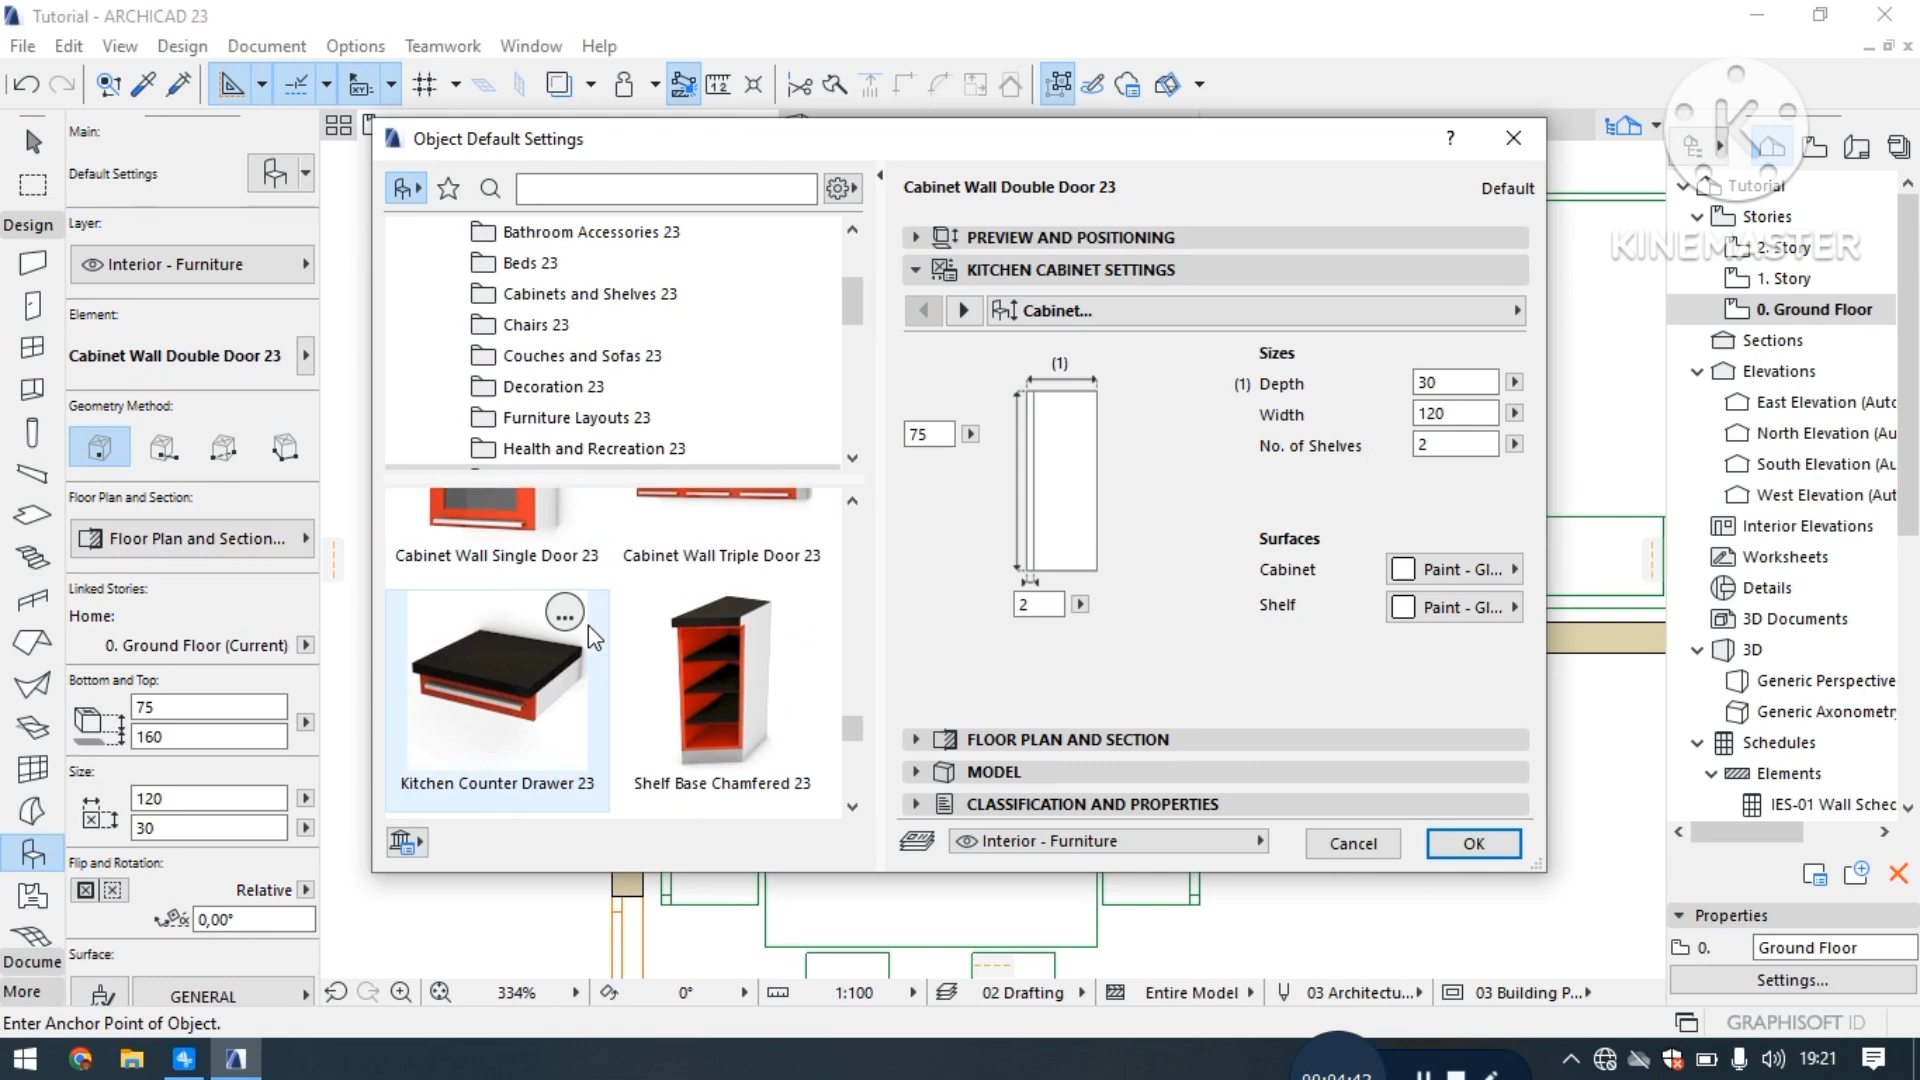 Tutorial - ARCHICAD 23
File Edit View Design Document Options Teamwork Window Help
Main:
Default Settings
Design
Layer:
Interior - Furniture
Element:
Cabinet Wall Double Door 23
Geometry Method:
Floor Plan and Section:
Floor Plan and Section...
Linked Stories:
Home:
0. Ground Floor (Current)
Bottom and Top:
75
160
Size:
120
30
Flip and Rotation:
Relative
0,00°
Surface:
GENERAL
Docume
More
Object Default Settings
?
Bathroom Accessories 23
Beds 23
Cabinets and Shelves 23
Chairs 23
Couches and Sofas 23
Decoration 23
Furniture Layouts 23
Health and Recreation 23
Cabinet Wall Single Door 23
Cabinet Wall Triple Door 23
...
Kitchen Counter Drawer 23
Shelf Base Chamfered 23
Cabinet Wall Double Door 23
Default
PREVIEW AND POSITIONING
KITCHEN CABINET SETTINGS
Cabinet...
(1)
75
2
Sizes
(1) Depth 30
Width 120
No. of Shelves 2
Surfaces
Cabinet Paint - Gl...
Shelf Paint - Gl...
FLOOR PLAN AND SECTION
MODEL
CLASSIFICATION AND PROPERTIES
Interior - Furniture
Cancel
OK
KINEMASTER
Tutorial
Stories
2. Story
1. Story
0. Ground Floor
Sections
Elevations
East Elevation (Auto
North Elevation (Au
South Elevation (Au
West Elevation (Aut
Interior Elevations
Worksheets
Details
3D Documents
3D
Generic Perspective
Generic Axonometr
Schedules
Elements
IES-01 Wall Sched
Properties
0. Ground Floor
Settings...
334% 0° 1:100 02 Drafting Entire Model 03 Architectu... 03 Building P...
Enter Anchor Point of Object.
GRAPHISOFT ID
19:21